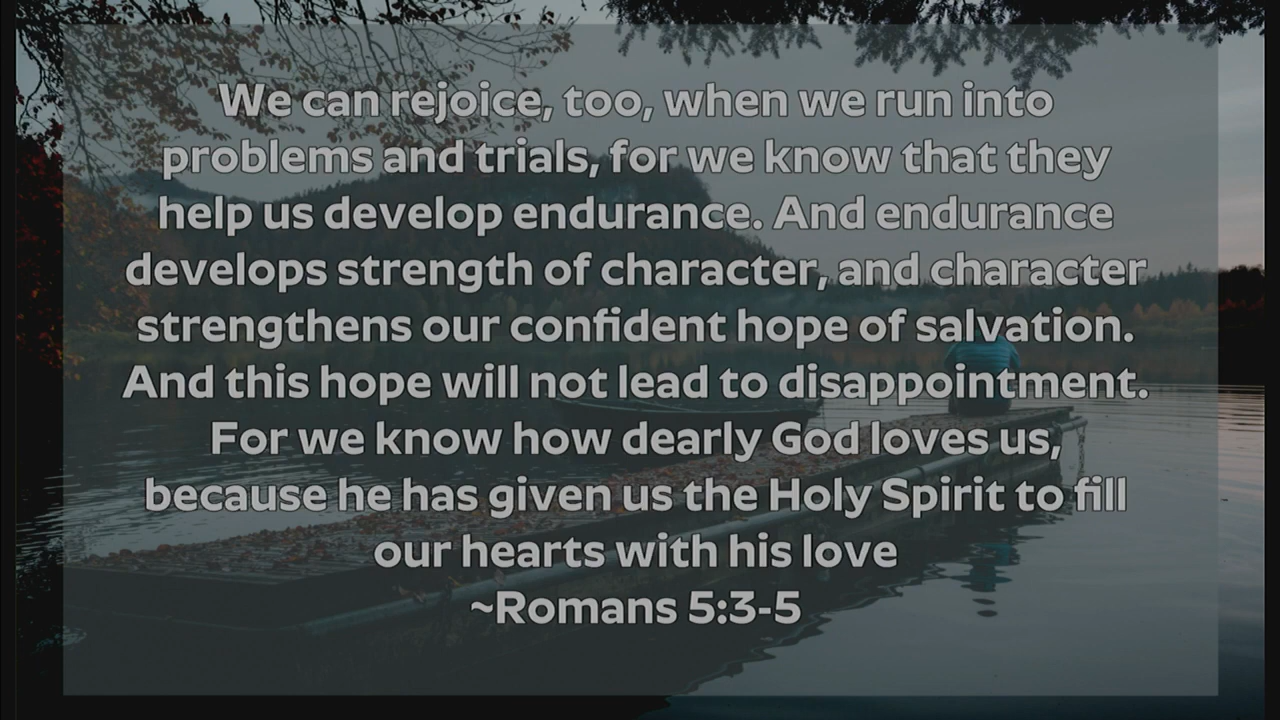 We can rejoice, too, when we run into
problems and trials, for we know that they
help us develop endurance. And endurance
develops strength of character, and character
strengthens our confident hope of salvation.
And this hope will not lead to disappointment.
For we know how dearly God loves us,
because he has given us the Holy Spirit to fill
our hearts with his love
~Romans 5:3-5